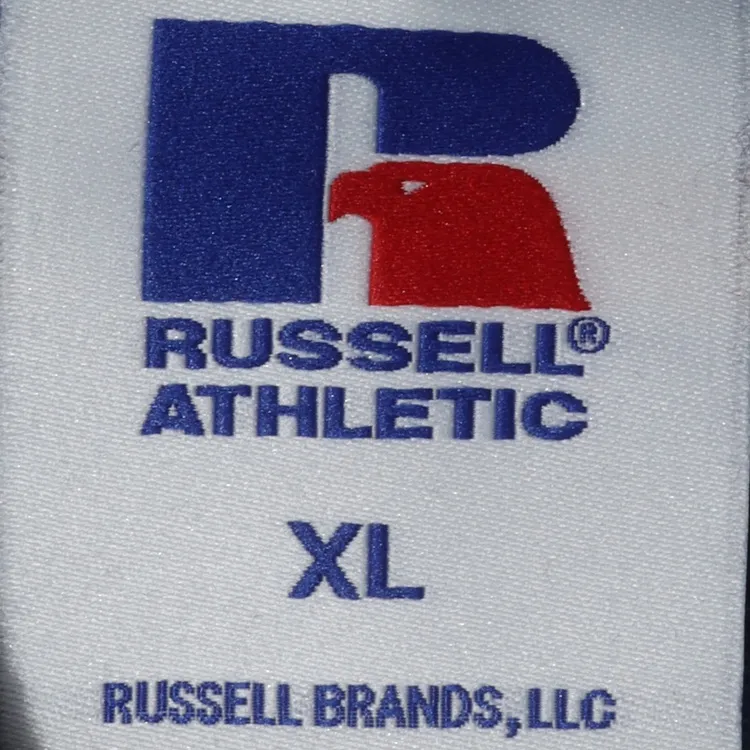 RUSSELL®
ATHLETIC
XL
RUSSELL BRANDS, LLC